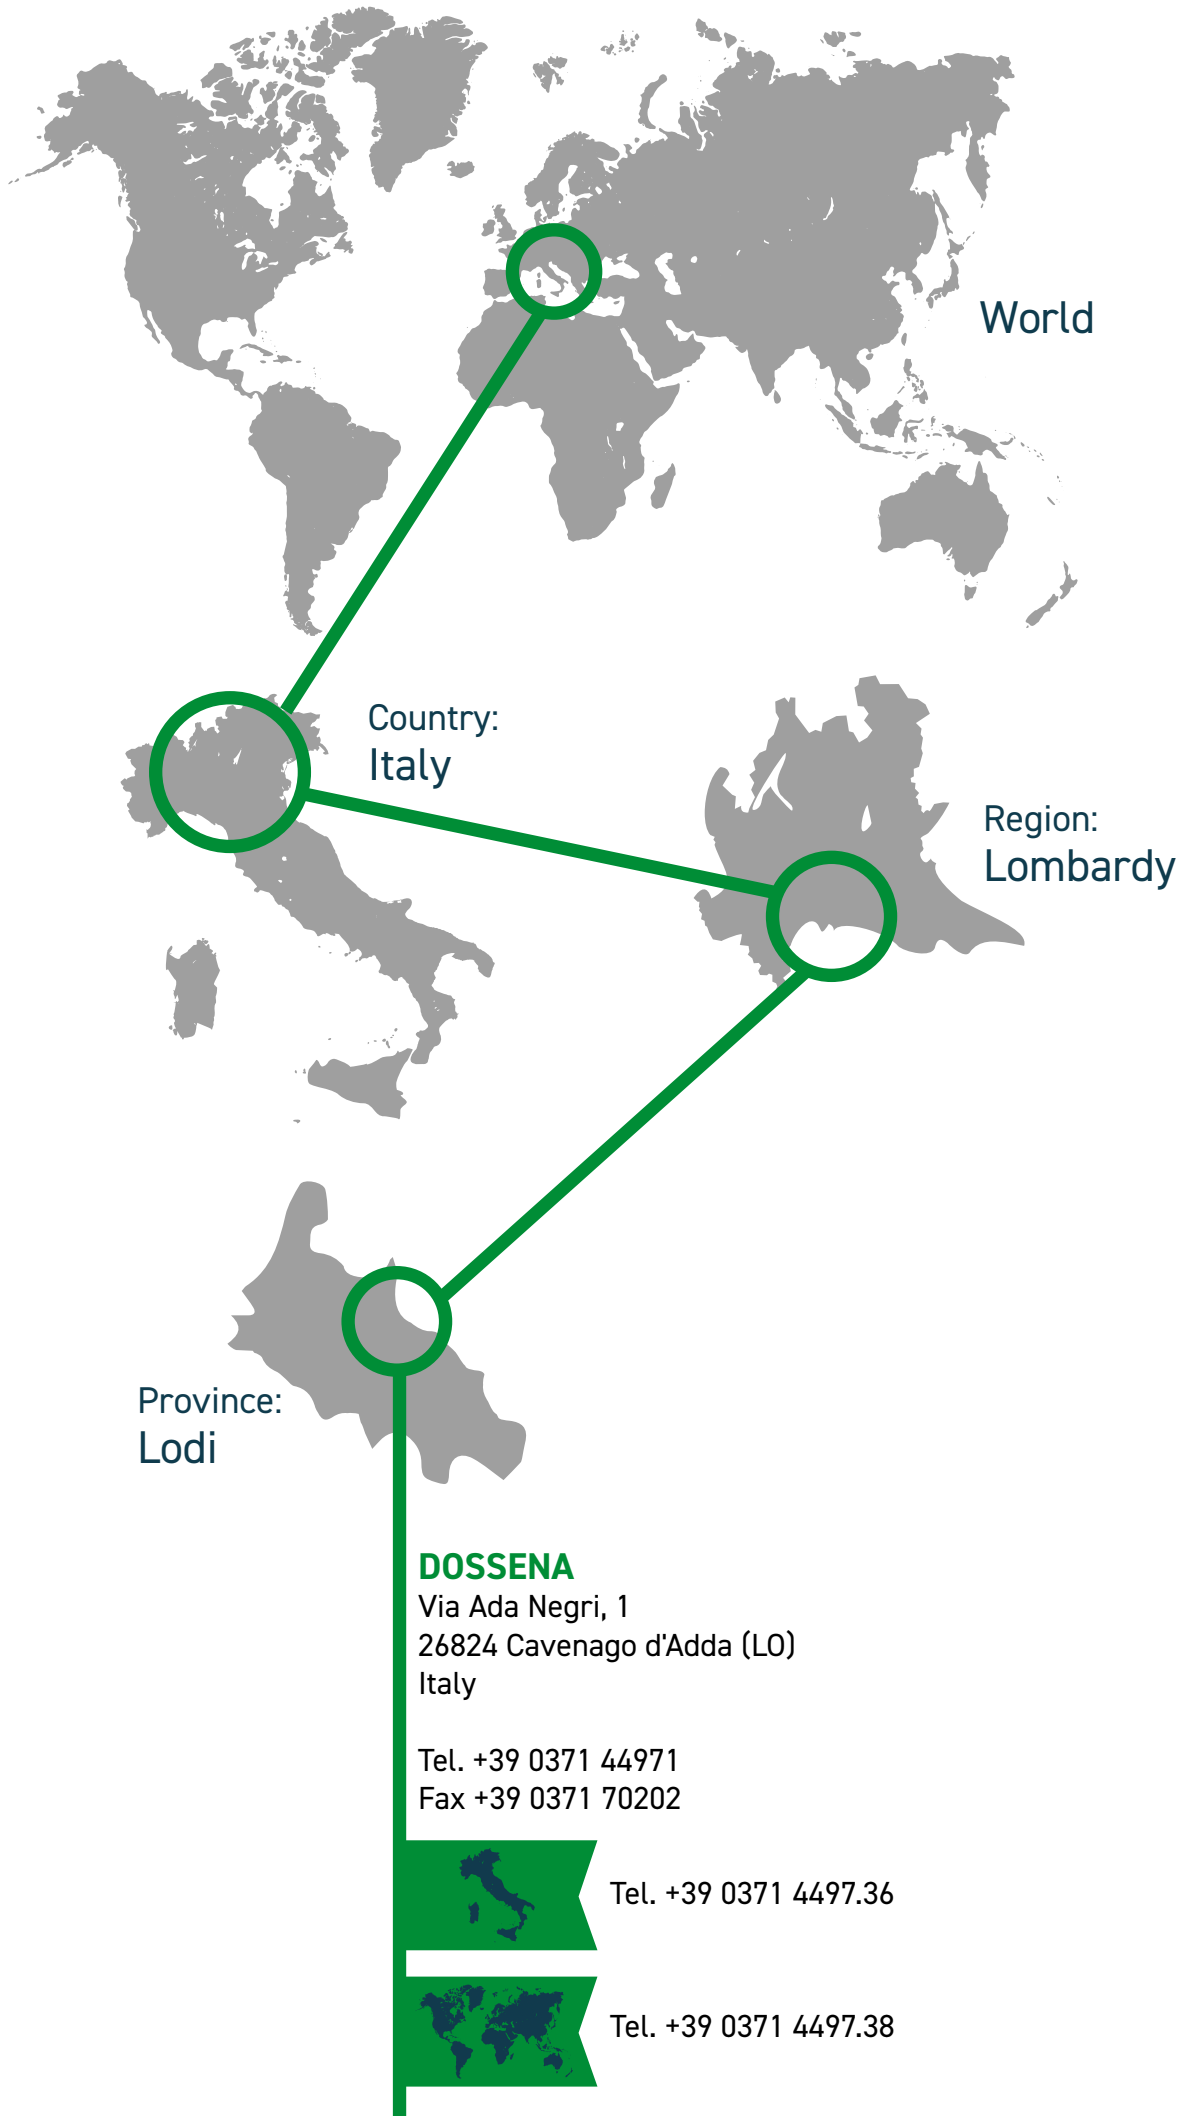 World
Country:
Italy
Region:
Lombardy
Province:
Lodi
DOSSENA
Via Ada Negri, 1
26824 Cavenago d'Adda (LO)
Italy
Tel. +39 0371 44971
Fax +39 0371 70202
Tel. +39 0371 4497.36
Tel. +39 0371 4497.38